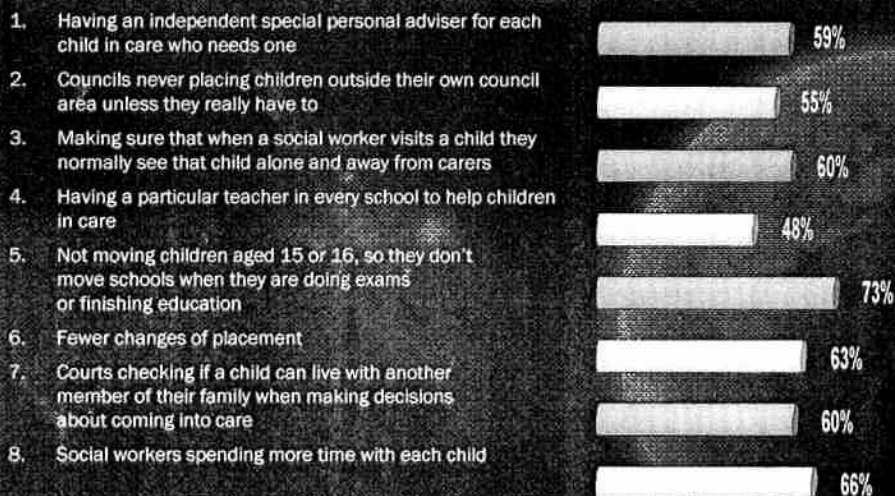 1. Having an independent special personal adviser for each
child in care who needs one
59%
2. Councils never placing children outside their own council
area unless they really have to
55%
3. Making sure that when a social worker visits a child they
normally see that child alone and away from carers
60%
4. Having a particular teacher in every school to help children
in care
48%
5. Not moving children aged 15 or 16, so they don't
move schools when they are doing exams
or finishing education
73%
6. Fewer changes of placement
63%
7. Courts checking if a child can live with another
member of their family when making decisions
about coming into care
60%
8. Social workers spending more time with each child
66%